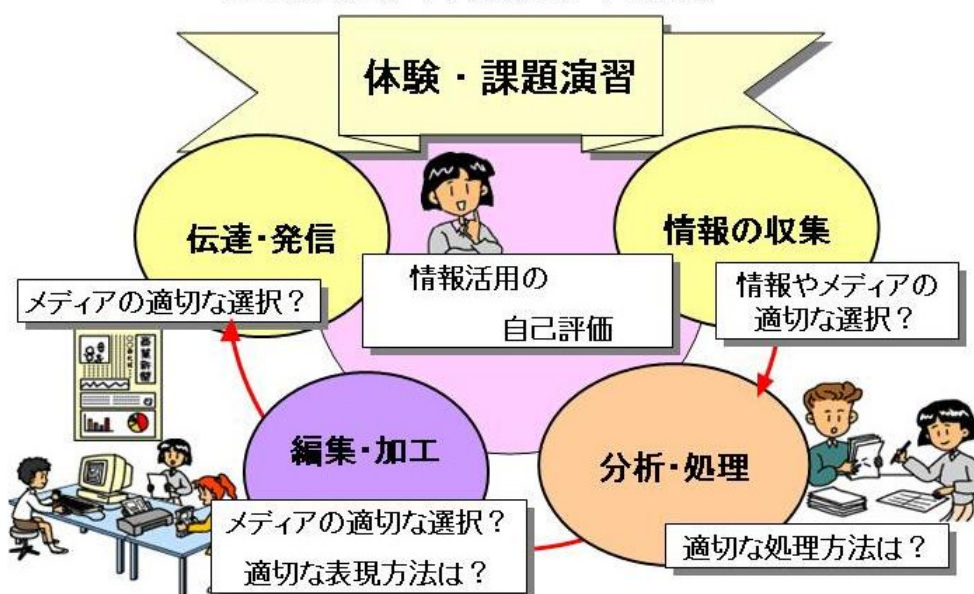 体験・課題演習
伝達・発信
情報の収集
情報活用の
自己評価
メディアの適切な選択？
情報やメディアの
適切な選択？
編集・加工
分析・処理
メディアの適切な選択？
適切な表現方法は？
適切な処理方法は？